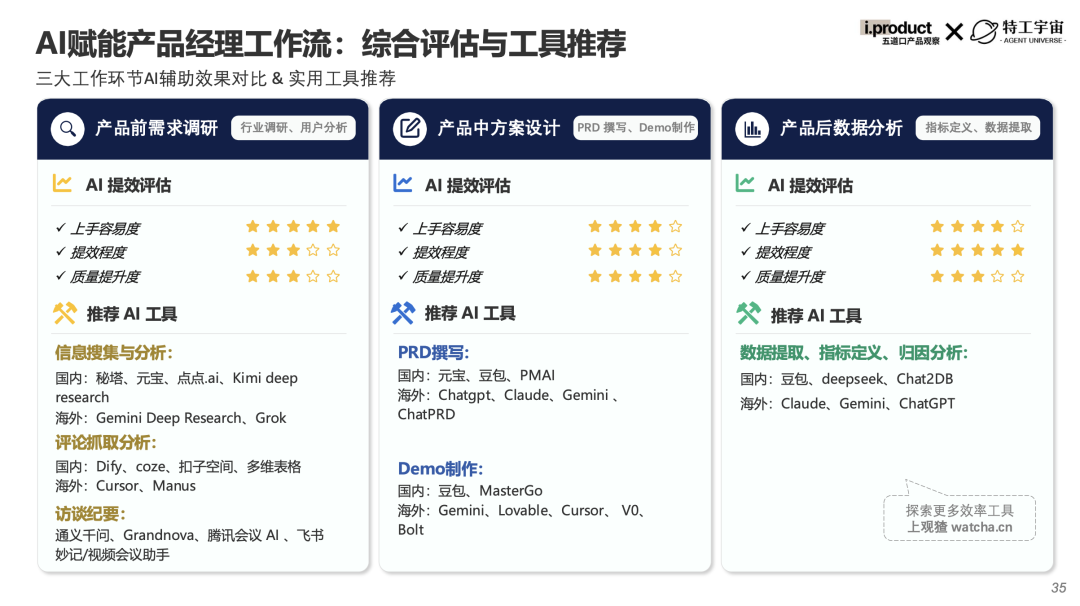 AI赋能产品经理工作流：综合评估与工具推荐
i.product
五道口产品观察
特工宇宙
- AGENT UNIVERSE -
三大工作环节AI辅助效果对比 & 实用工具推荐
产品前需求调研
行业调研、用户分析
AI 提效评估
✓ 上手容易度
✓ 提效程度
✓ 质量提升度
推荐 AI 工具
信息搜集与分析：
国内：秘塔、元宝、点点.ai、Kimi deep
research
海外：Gemini Deep Research、Grok
评论抓取分析：
国内：Dify、coze、扣子空间、多维表格
海外：Cursor、Manus
访谈纪要：
通义千问、Grandnova、腾讯会议 AI 、飞书
妙记/视频会议助手
产品中方案设计
PRD 撰写、Demo制作
AI 提效评估
✓ 上手容易度
✓ 提效程度
✓ 质量提升度
推荐 AI 工具
PRD撰写：
国内：元宝、豆包、PMAI
海外：Chatgpt、Claude、Gemini 、
ChatPRD
Demo制作：
国内：豆包、MasterGo
海外：Gemini、Lovable、Cursor、 V0、
Bolt
产品后数据分析
指标定义、数据提取
AI 提效评估
✓ 上手容易度
✓ 提效程度
✓ 质量提升度
推荐 AI 工具
数据提取、指标定义、归因分析：
国内：豆包、deepseek、Chat2DB
海外：Claude、Gemini、ChatGPT
探索更多效率工具
上观猹 watcha.cn
35